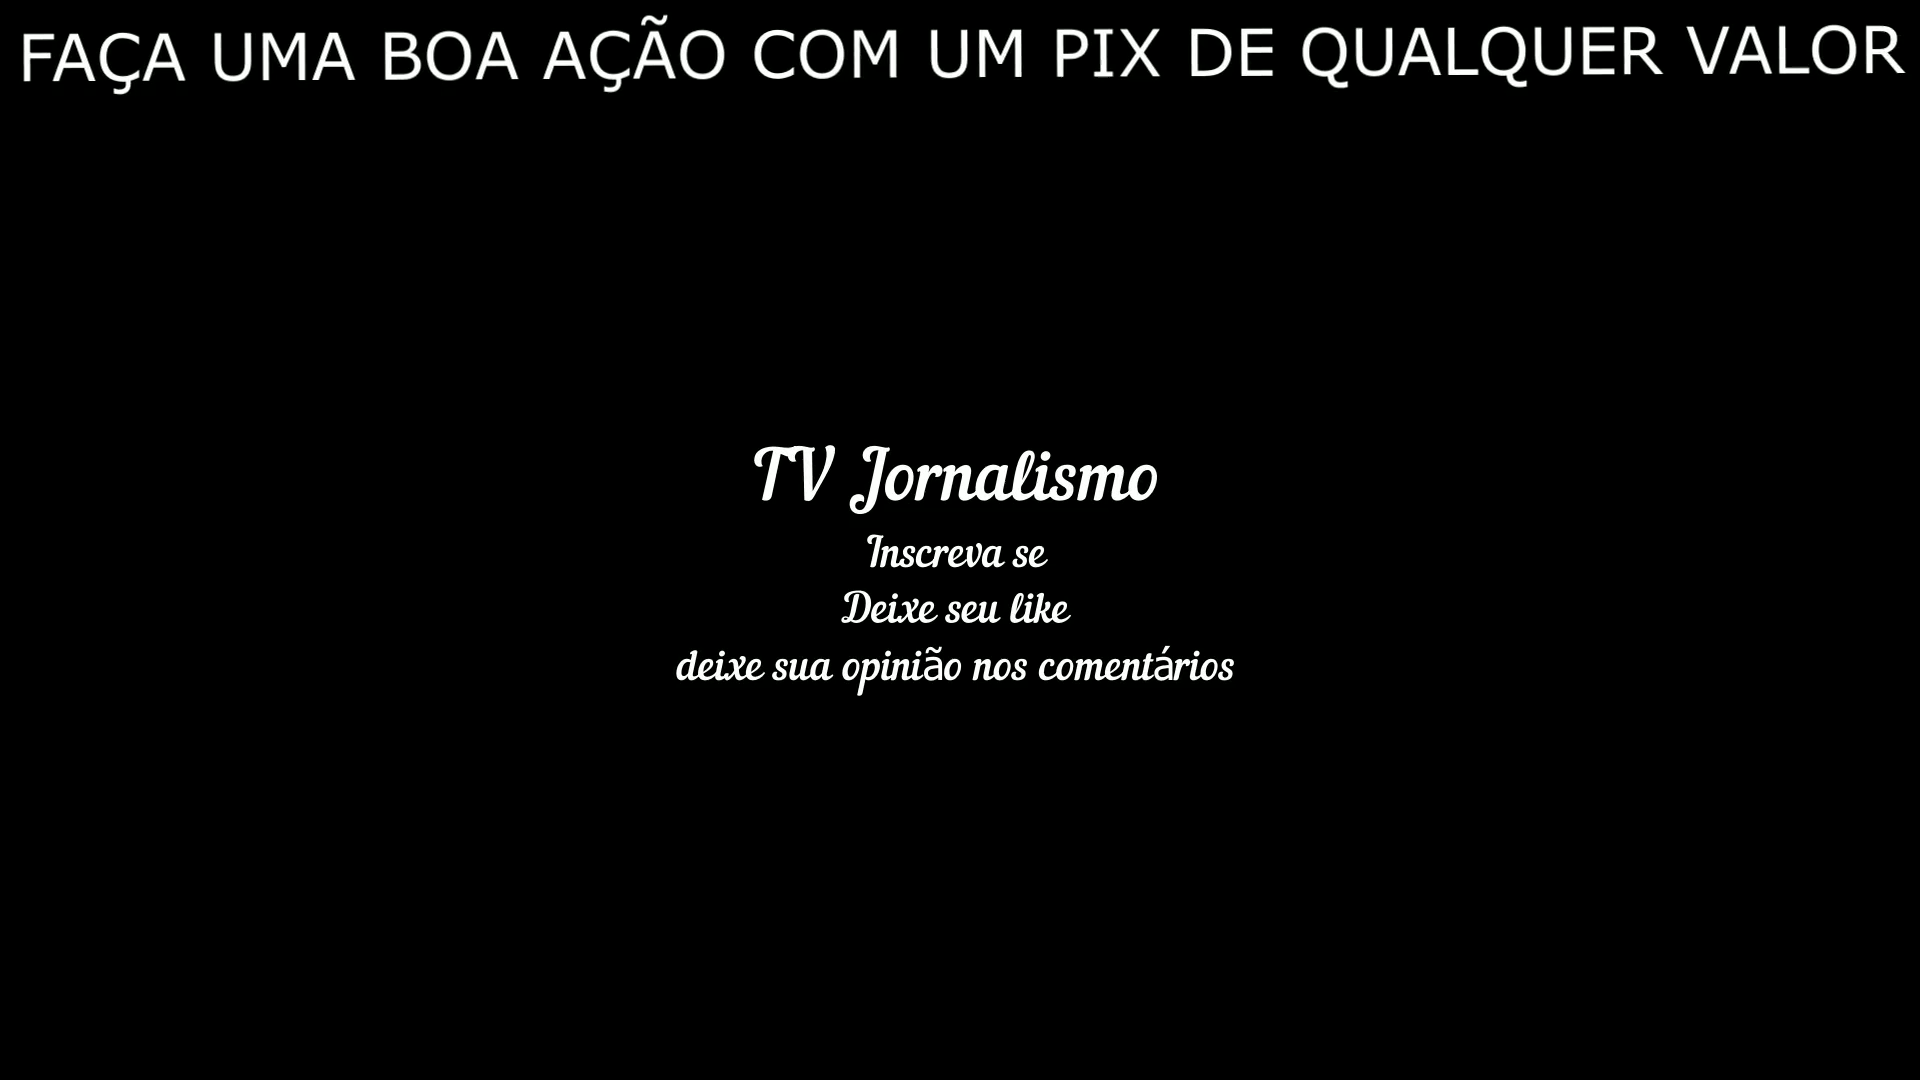 FAÇA UMA BOA AÇÃO COM UM PIX DE QUALQUER VALOR
TV Jornalismo
Inscreva se
Deixe seu like
deixe sua opinião nos comentários